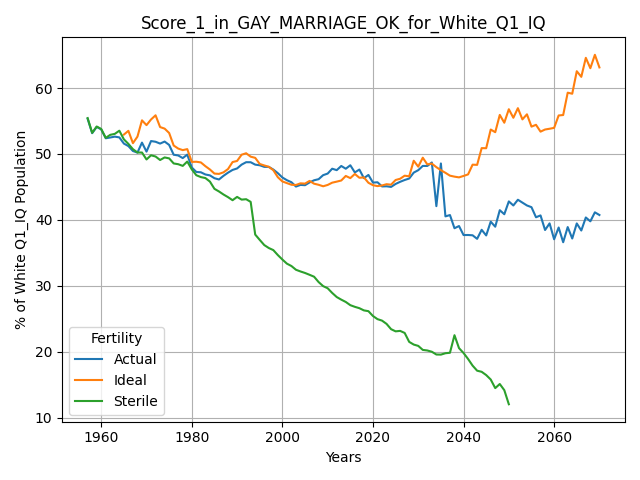 Score_1_in_GAY_MARRIAGE_OK_for_White_Q1_IQ
% of White Q1_IQ Population
60
50
40
30
20
10
Fertility
Actual
Ideal
Sterile
1960 1980 2000 2020 2040 2060
Years